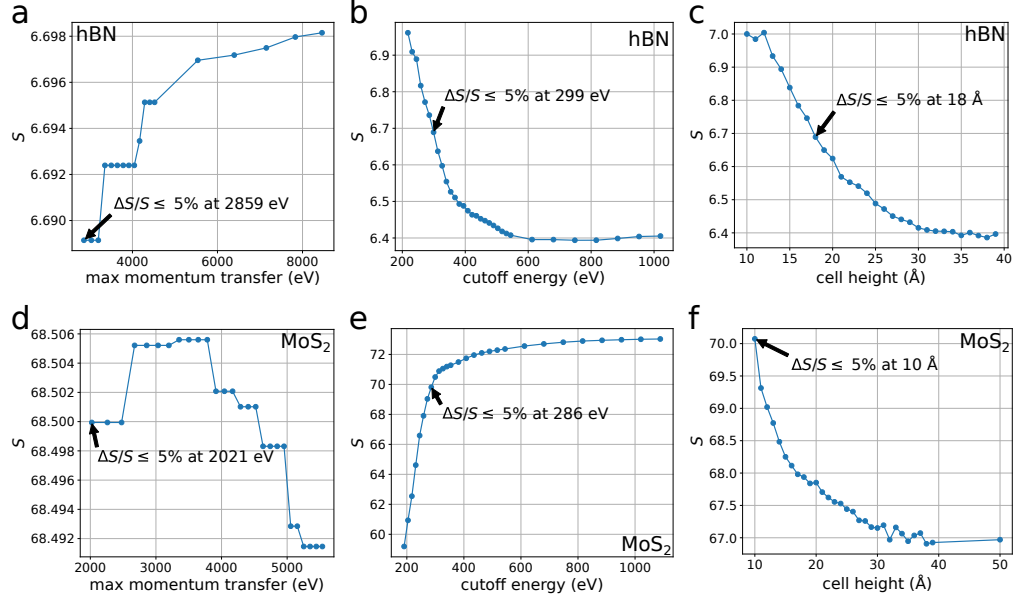 a
hBN
6.698
6.696
6.694
6.692
6.690
S
ΔS/S ≤ 5% at 2859 eV
4000
6000
8000
max momentum transfer (eV)
b
hBN
6.9
6.8
6.7
6.6
6.5
6.4
S
ΔS/S ≤ 5% at 299 eV
200
400
600
800
1000
cutoff energy (eV)
c
hBN
7.0
6.9
6.8
6.7
6.6
6.5
6.4
S
ΔS/S ≤ 5% at 18 Å
10
15
20
25
30
35
40
cell height (Å)
d
MoS₂
68.506
68.504
68.502
68.500
68.498
68.496
68.494
68.492
S
ΔS/S ≤ 5% at 2021 eV
2000
3000
4000
5000
max momentum transfer (eV)
e
72
70
68
66
64
62
60
S
ΔS/S ≤ 5% at 286 eV
MoS₂
200
400
600
800
1000
cutoff energy (eV)
f
MoS₂
70.0
69.5
69.0
68.5
68.0
67.5
67.0
S
ΔS/S ≤ 5% at 10 Å
10
20
30
40
50
cell height (Å)